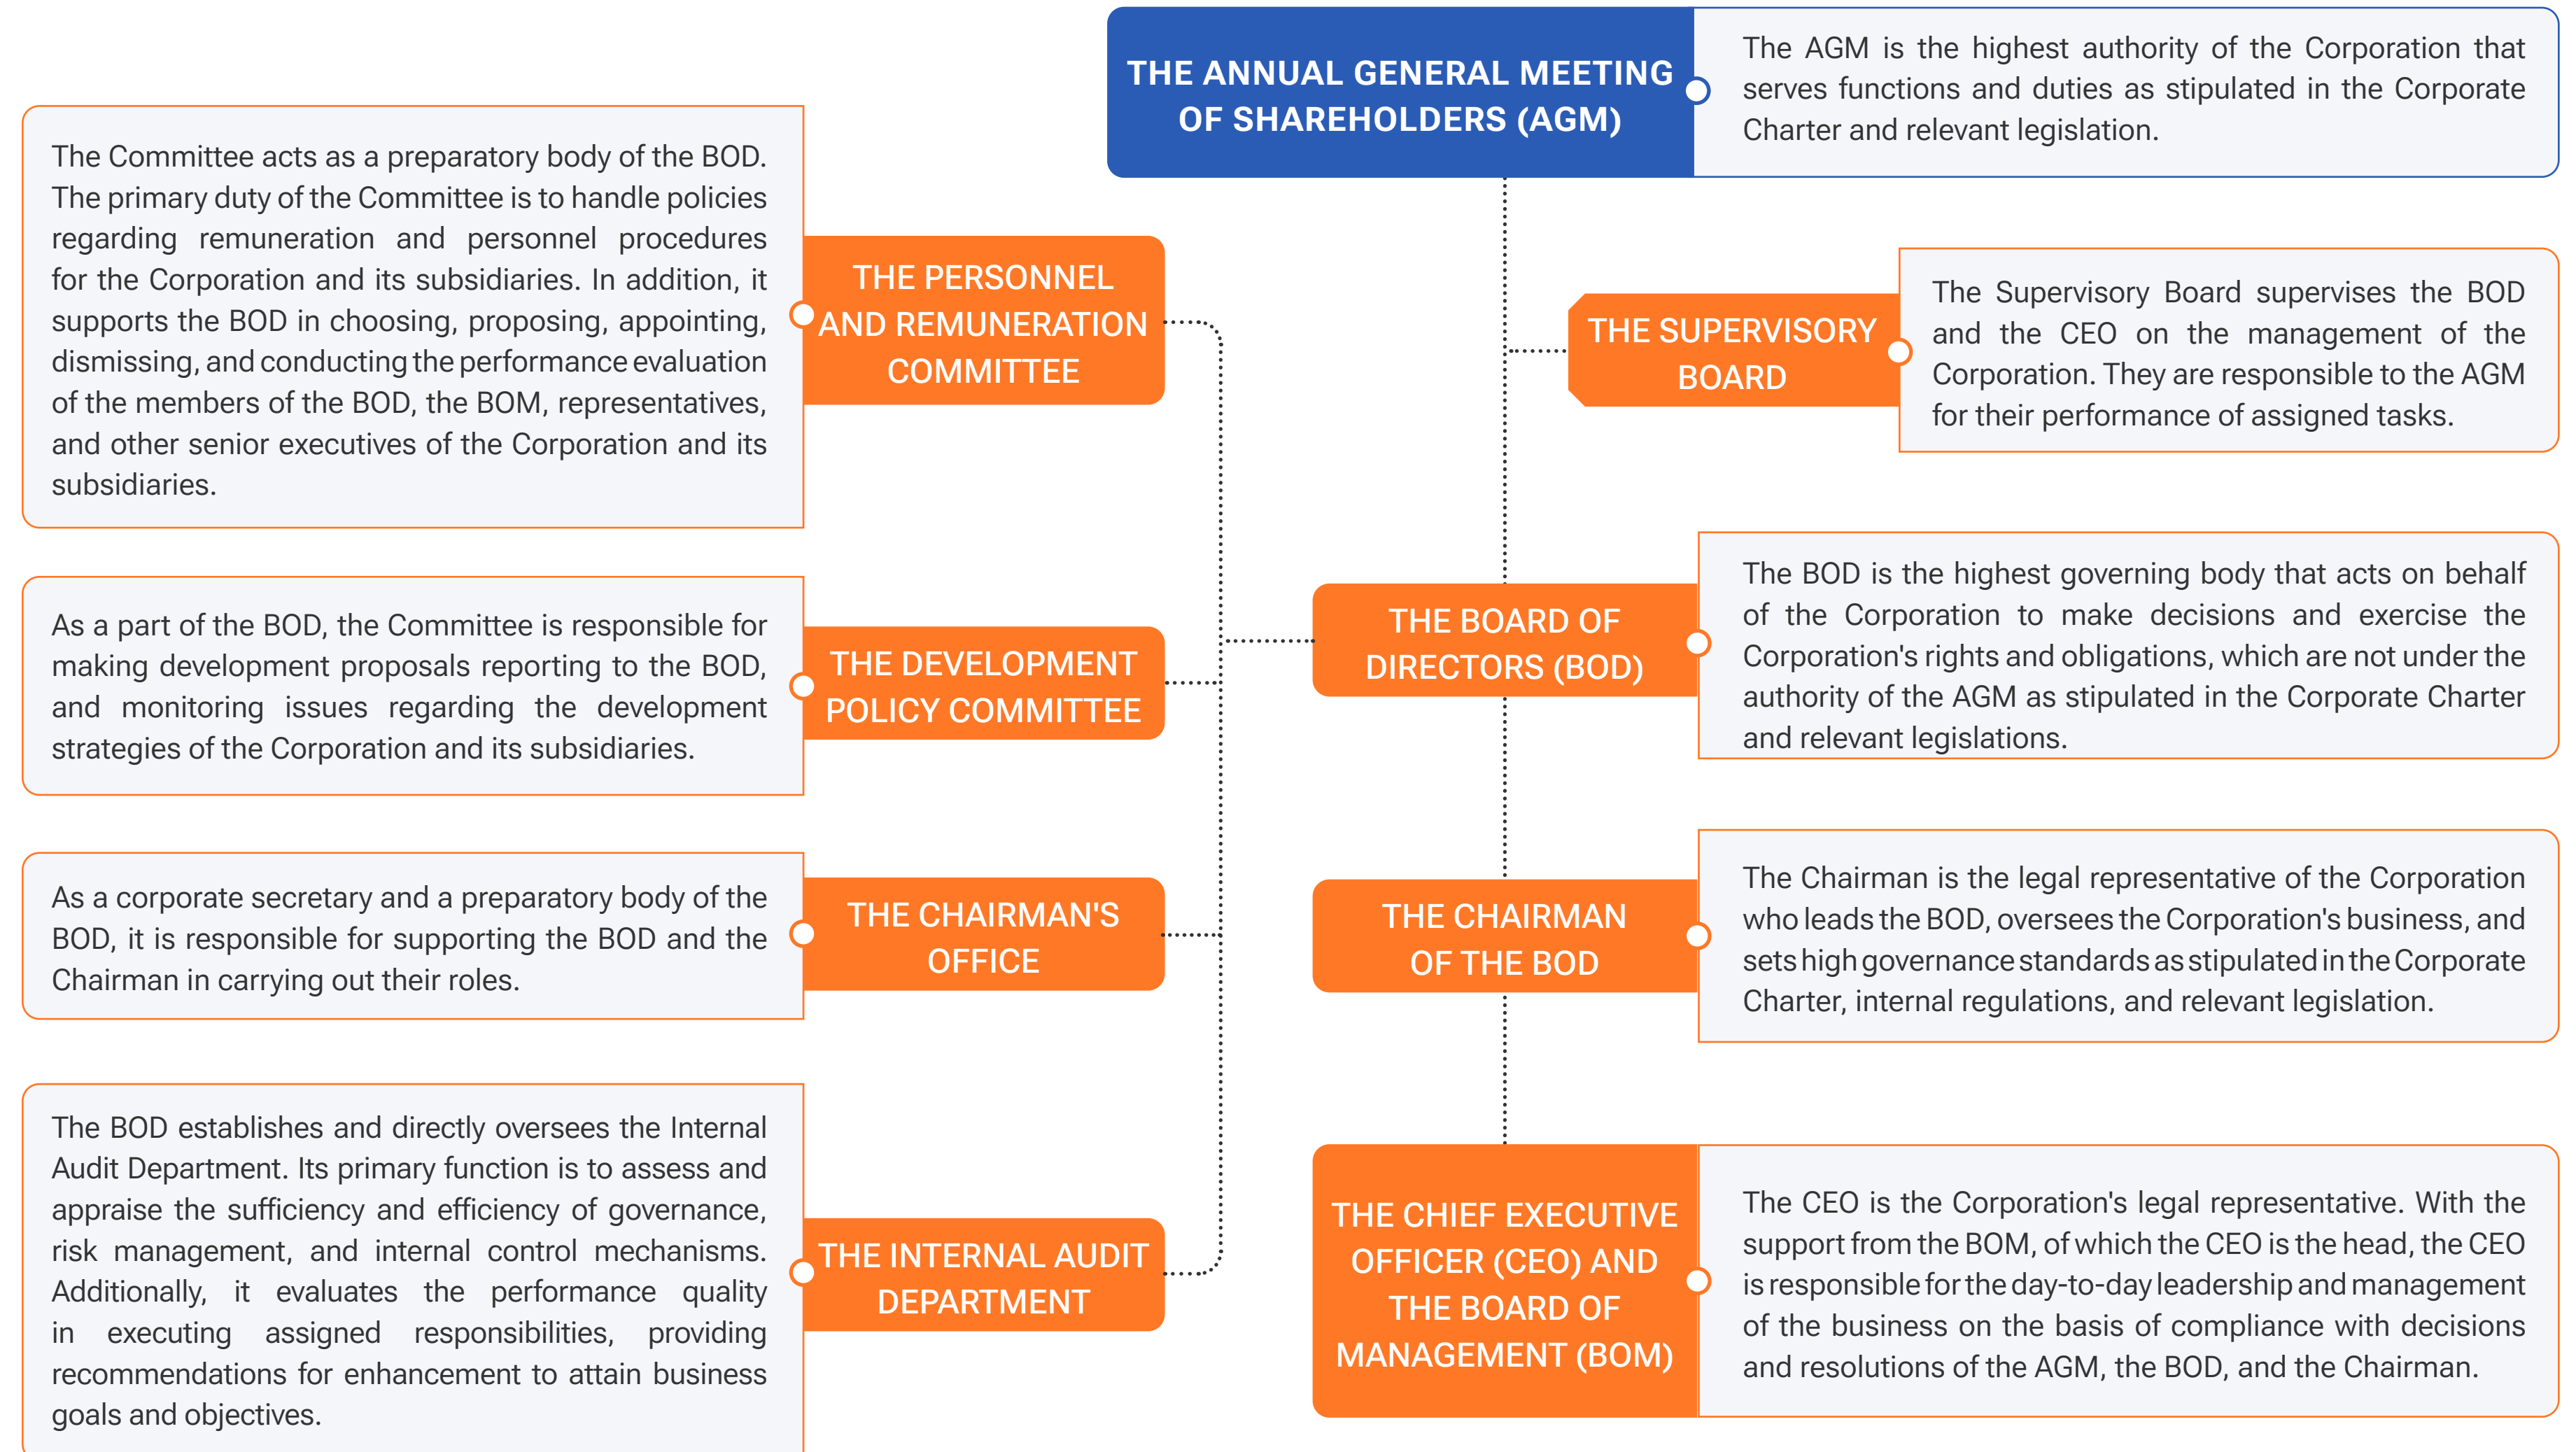 THE ANNUAL GENERAL MEETING
OF SHAREHOLDERS (AGM)
The AGM is the highest authority of the Corporation that
serves functions and duties as stipulated in the Corporate
Charter and relevant legislation.
The Committee acts as a preparatory body of the BOD.
The primary duty of the Committee is to handle policies
regarding remuneration and personnel procedures
for the Corporation and its subsidiaries. In addition, it
supports the BOD in choosing, proposing, appointing,
dismissing, and conducting the performance evaluation
of the members of the BOD, the BOM, representatives,
and other senior executives of the Corporation and its
subsidiaries.
THE PERSONNEL
AND REMUNERATION
COMMITTEE
THE SUPERVISORY
BOARD
The Supervisory Board supervises the BOD
and the CEO on the management of the
Corporation. They are responsible to the AGM
for their performance of assigned tasks.
As a part of the BOD, the Committee is responsible for
making development proposals reporting to the BOD,
and monitoring issues regarding the development
strategies of the Corporation and its subsidiaries.
THE DEVELOPMENT
POLICY COMMITTEE
THE BOARD OF
DIRECTORS (BOD)
The BOD is the highest governing body that acts on behalf
of the Corporation to make decisions and exercise the
Corporation's rights and obligations, which are not under the
authority of the AGM as stipulated in the Corporate Charter
and relevant legislations.
As a corporate secretary and a preparatory body of the
BOD, it is responsible for supporting the BOD and the
Chairman in carrying out their roles.
THE CHAIRMAN'S
OFFICE
THE CHAIRMAN
OF THE BOD
The Chairman is the legal representative of the Corporation
who leads the BOD, oversees the Corporation's business, and
sets high governance standards as stipulated in the Corporate
Charter, internal regulations, and relevant legislation.
The BOD establishes and directly oversees the Internal
Audit Department. Its primary function is to assess and
appraise the sufficiency and efficiency of governance,
risk management, and internal control mechanisms.
Additionally, it evaluates the performance quality
in executing assigned responsibilities, providing
recommendations for enhancement to attain business
goals and objectives.
THE INTERNAL AUDIT
DEPARTMENT
THE CHIEF EXECUTIVE
OFFICER (CEO) AND
THE BOARD OF
MANAGEMENT (BOM)
The CEO is the Corporation's legal representative. With the
support from the BOM, of which the CEO is the head, the CEO
is responsible for the day-to-day leadership and management
of the business on the basis of compliance with decisions
and resolutions of the AGM, the BOD, and the Chairman.